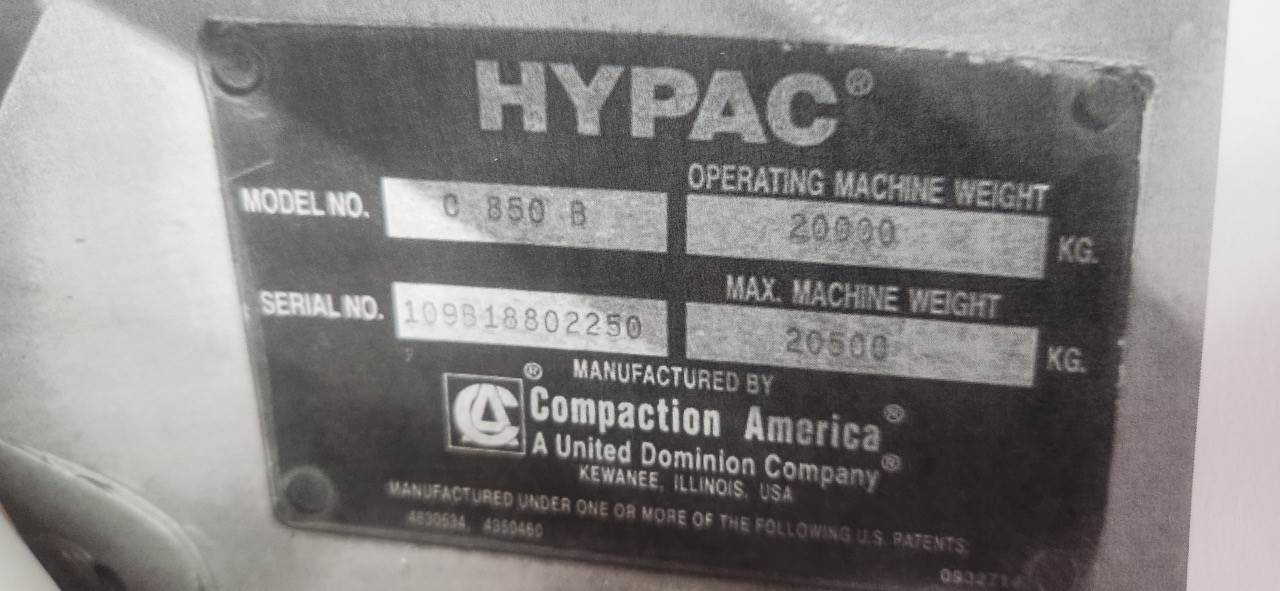 HYPAC®
MODEL NO. C 850 B
OPERATING MACHINE WEIGHT
20000 KG.
SERIAL NO. 109B18802250
MAX. MACHINE WEIGHT
20500 KG.
MANUFACTURED BY
CA® Compaction America®
A United Dominion Company®
KEWANEE, ILLINOIS, USA
MANUFACTURED UNDER ONE OR MORE OF THE FOLLOWING U.S. PATENTS
4830534, 4350460